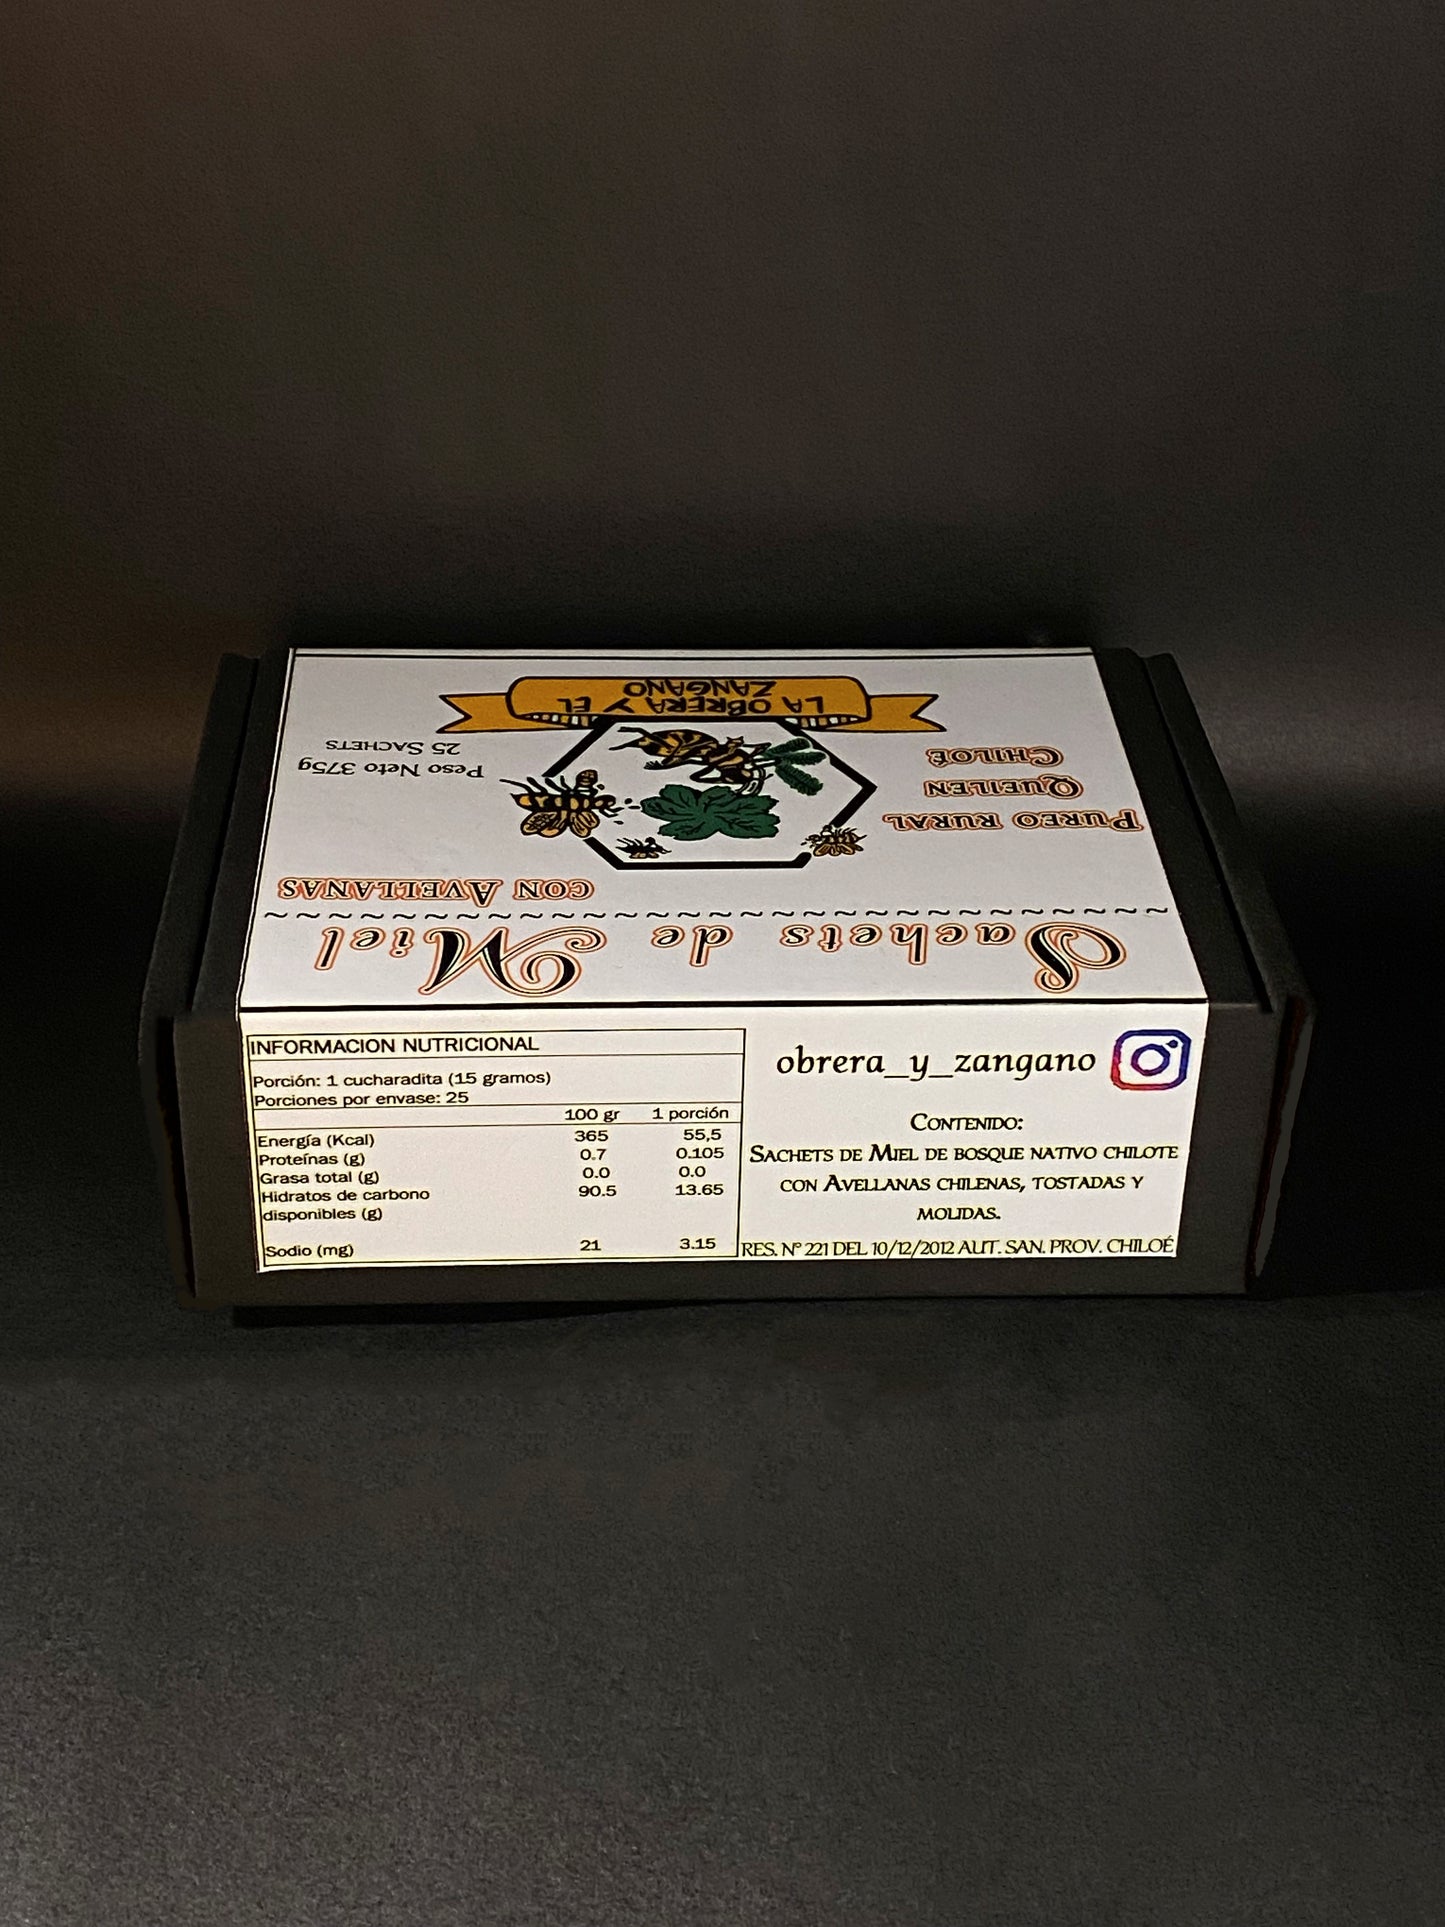 Sachets de Miel
~~~~~~~~~~~~~~~~~~~~~~~~~~~~~~
CON AVELLANAS
PUREO RURAL
QUEILEN
CHILOÉ
Peso Neto 375g
25 SACHETS
LA OBRERA Y EL
ZANGANO
INFORMACION NUTRICIONAL
Porción: 1 cucharadita (15 gramos)
Porciones por envase: 25
100 gr 1 porción
Energía (Kcal) 365 55,5
Proteínas (g) 0.7 0.105
Grasa total (g) 0.0 0.0
Hidratos de carbono 90.5 13.65
disponibles (g)
Sodio (mg) 21 3.15
obrera_y_zangano
CONTENIDO:
SACHETS DE MIEL DE BOSQUE NATIVO CHILOTE
CON AVELLANAS CHILENAS, TOSTADAS Y
MOLIDAS.
RES. Nº 221 DEL 10/12/2012 AUT. SAN. PROV. CHILOÉ